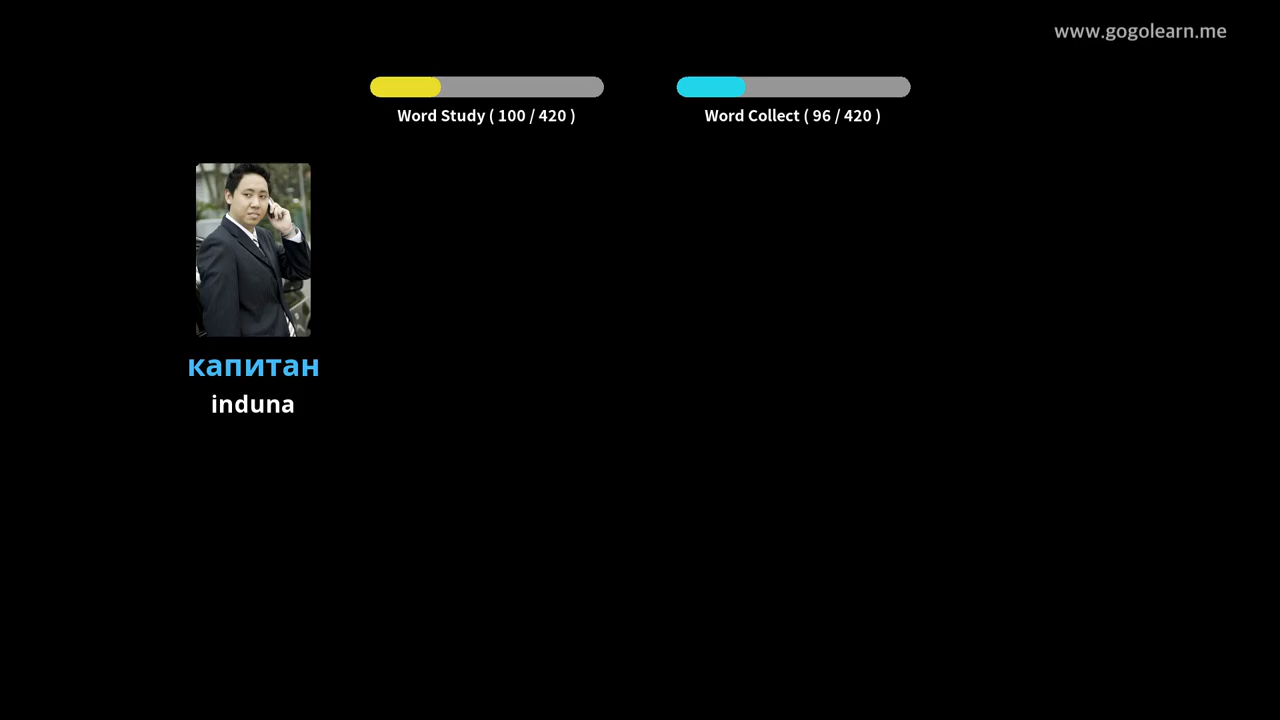 www.gogolearn.me
Word Study ( 100 / 420 )
Word Collect ( 96 / 420 )
капитан
induna